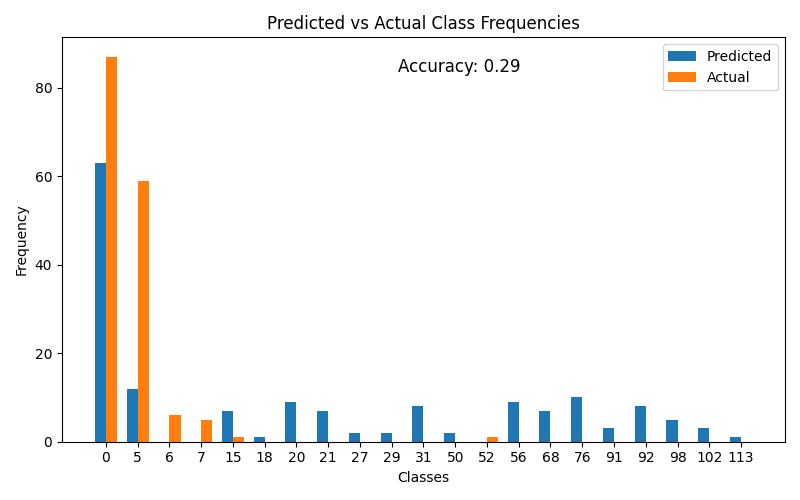 Predicted vs Actual Class Frequencies
Accuracy: 0.29
Predicted
Actual
Frequency
80
60
40
20
0
0 5 6 7 15 18 20 21 27 29 31 50 52 56 68 76 91 92 98 102 113
Classes